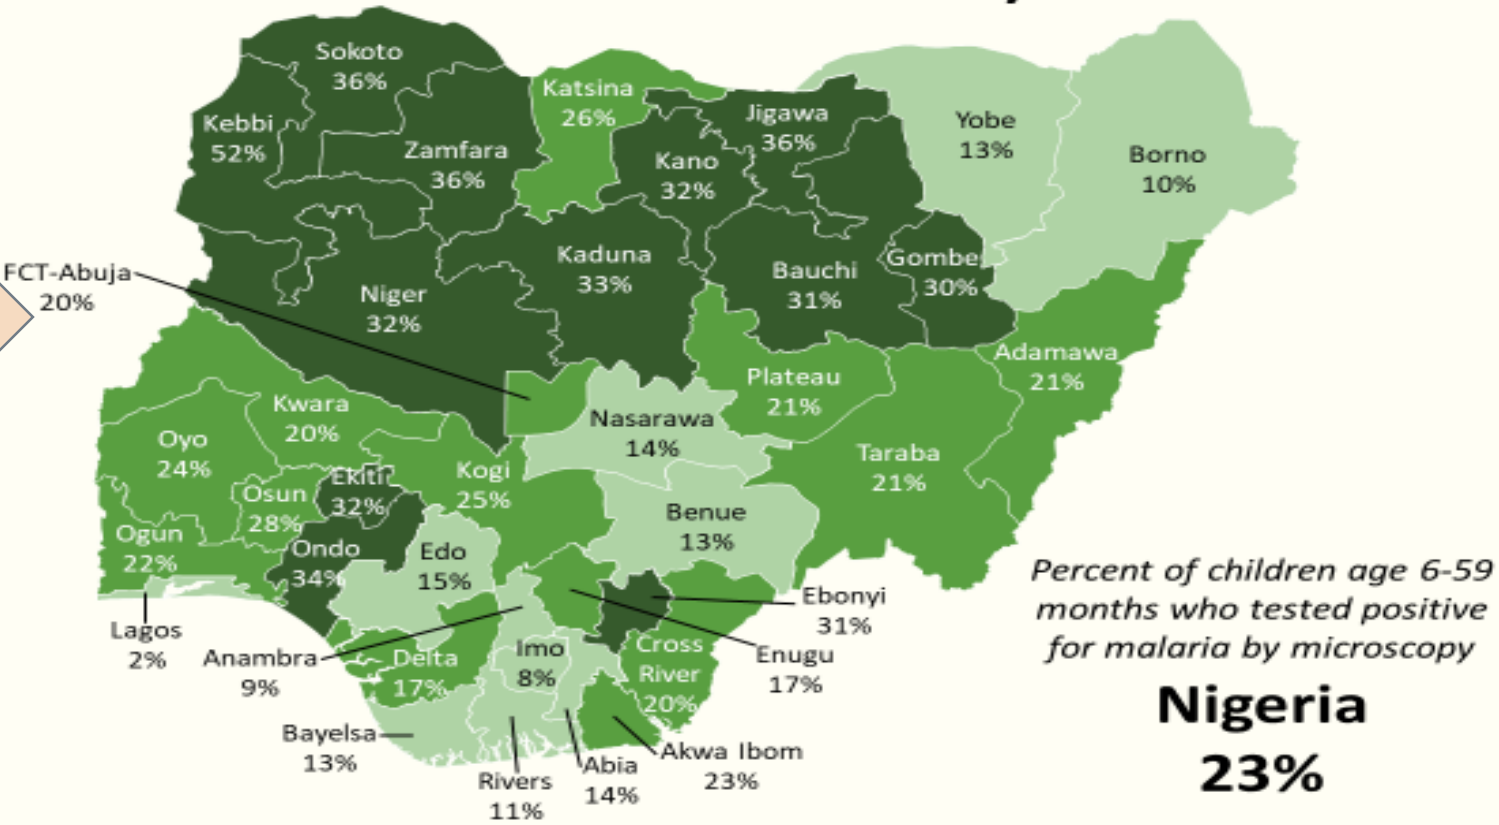 Sokoto
36%
Kebbi
52%
Zamfara
36%
Katsina
26%
Kano
32%
Jigawa
36%
Yobe
13%
Borno
10%
FCT-Abuja
20%
Niger
32%
Kaduna
33%
Bauchi
31%
Gombe
30%
Adamawa
21%
Plateau
21%
Nasarawa
14%
Taraba
21%
Kwara
20%
Oyo
24%
Kogi
25%
Ekiti
32%
Osun
28%
Ogun
22%
Ondo
34%
Edo
15%
Benue
13%
Lagos
2%
Anambra
9%
Delta
17%
Imo
8%
Cross
River
20%
Ebonyi
31%
Enugu
17%
Bayelsa
13%
Rivers
11%
Abia
14%
Akwa Ibom
23%
Percent of children age 6-59
months who tested positive
for malaria by microscopy
Nigeria
23%